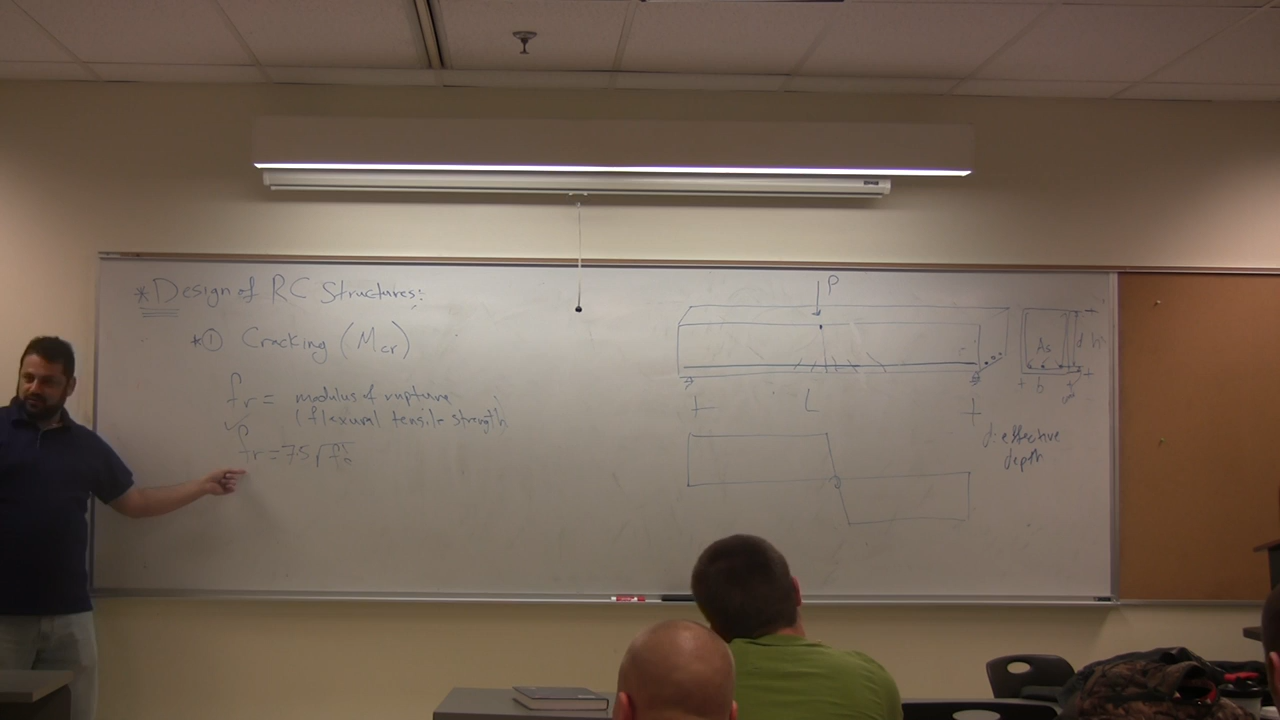 *Design of RC Structures:
*① Cracking (Mcr)
fr = modulus of rupture
(flexural tensile strength)
fr = 7.5√f'c
P
L
As
d
h
b
d: effective
depth